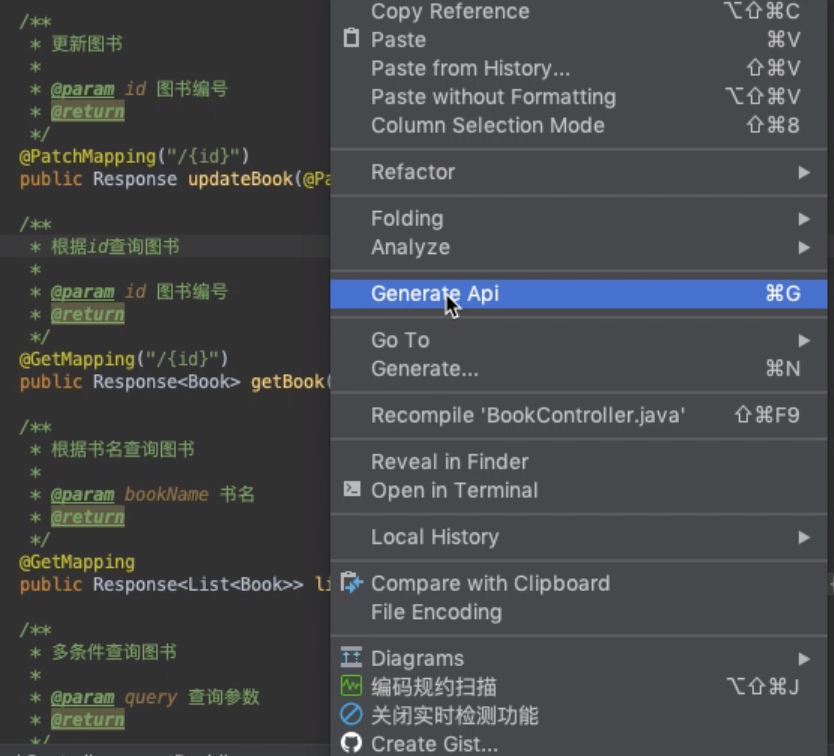 /**
* 更新图书
*
* @param id 图书编号
* @return
*/
@PatchMapping("/{id}")
public Response updateBook(@Pa
/**
* 根据id查询图书
*
* @param id 图书编号
* @return
*/
@GetMapping("/{id}")
public Response<Book> getBook(
/**
* 根据书名查询图书
*
* @param bookName 书名
* @return
*/
@GetMapping
public Response<List<Book>> li
/**
* 多条件查询图书
*
* @param query 查询参数
* @return
*/
Copy Reference ⌥⇧⌘C
Paste ⌘V
Paste from History... ⇧⌘V
Paste without Formatting ⌥⇧⌘V
Column Selection Mode ⇧⌘8
Refactor
Folding
Analyze
Generate Api ⌘G
Go To
Generate... ⌘N
Recompile 'BookController.java' ⇧⌘F9
Reveal in Finder
Open in Terminal
Local History
Compare with Clipboard
File Encoding
Diagrams
编码规约扫描 ⌥⇧⌘J
关闭实时检测功能
Create Gist...